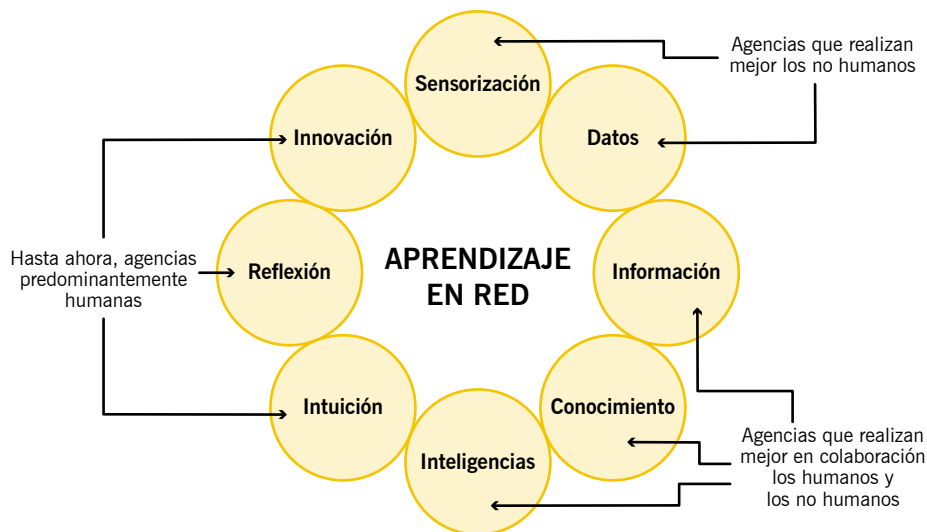 Sensorización
Agencias que realizan
mejor los no humanos
Innovación
Datos
Hasta ahora, agencias
predominantemente
humanas
Reflexión
APRENDIZAJE
EN RED
Información
Intuición
Conocimiento
Inteligencias
Agencias que realizan
mejor en colaboración
los humanos y
los no humanos